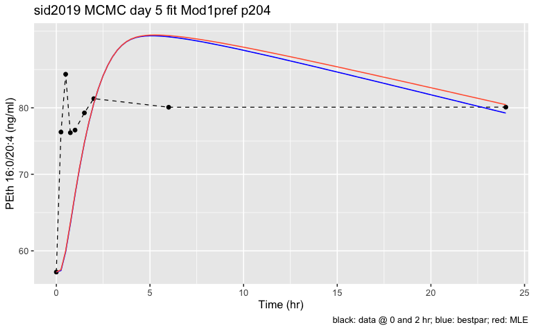 sid2019 MCMC day 5 fit Mod1pref p204
PEth 16:0/20:4 (ng/ml)
80
70
60
0 5 10 15 20 25
Time (hr)
black: data @ 0 and 2 hr; blue: bestpar; red: MLE